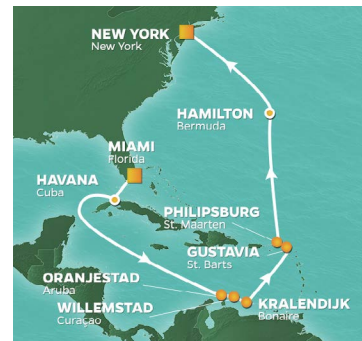 NEW YORK
New York
HAMILTON
Bermuda
MIAMI
Florida
HAVANA
Cuba
PHILIPSBURG
St. Maarten
GUSTAVIA
St. Barts
ORANJESTAD
Aruba
WILLEMSTAD
Curaçao
KRALENDIJK
Bonaire